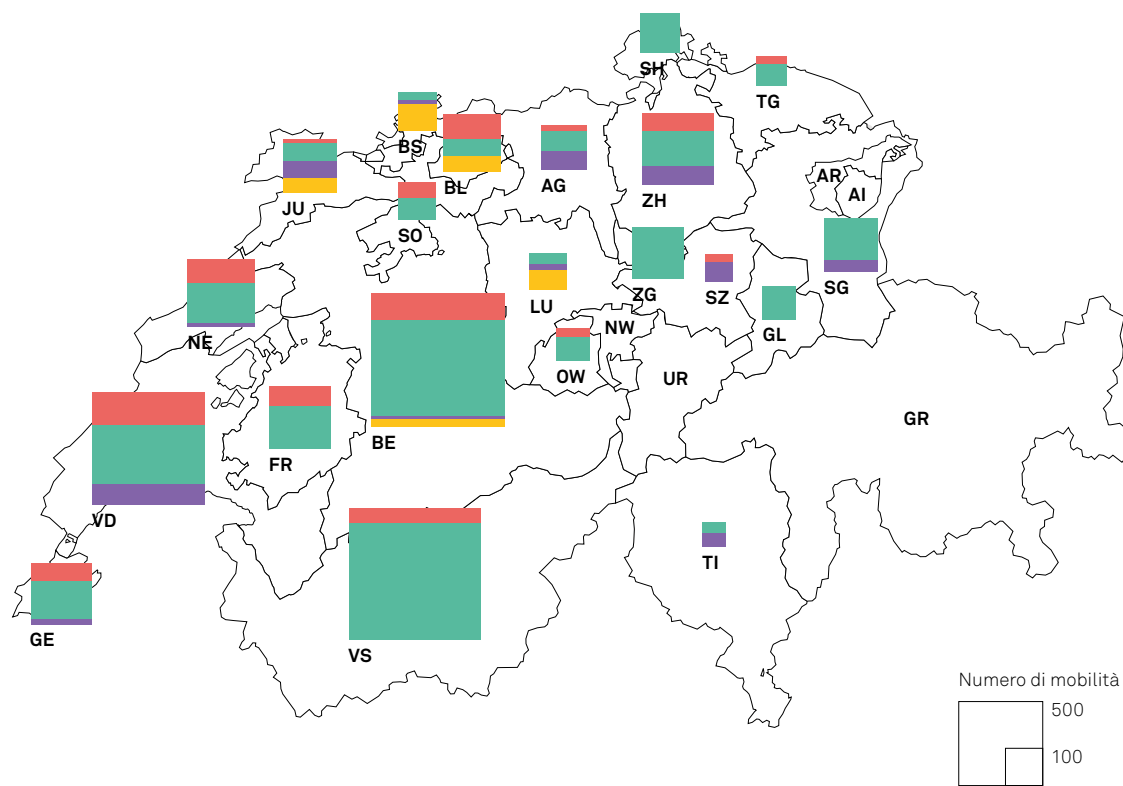 SH
TG
BS
BL
AG
ZH
AR
AI
JU
SO
LU
ZG
SZ
SG
NE
NW
GL
OW
UR
BE
GR
FR
VD
TI
GE
VS
Numero di mobilità
500
100